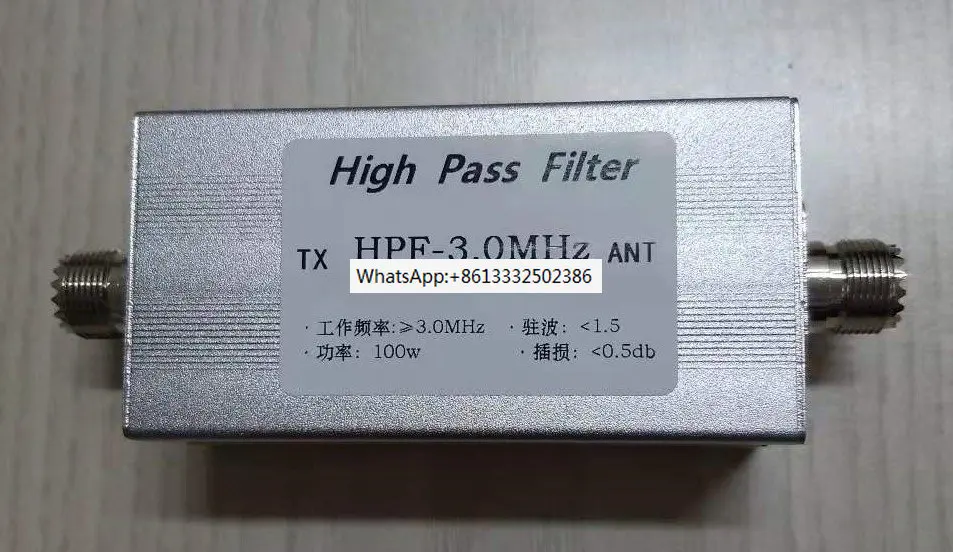 High Pass Filter
TX HPF-3.0MHz ANT
WhatsApp:+8613332502386
·工作频率:≥3.0MHz ·驻波: <1.5
·功率: 100w ·插损: <0.5db